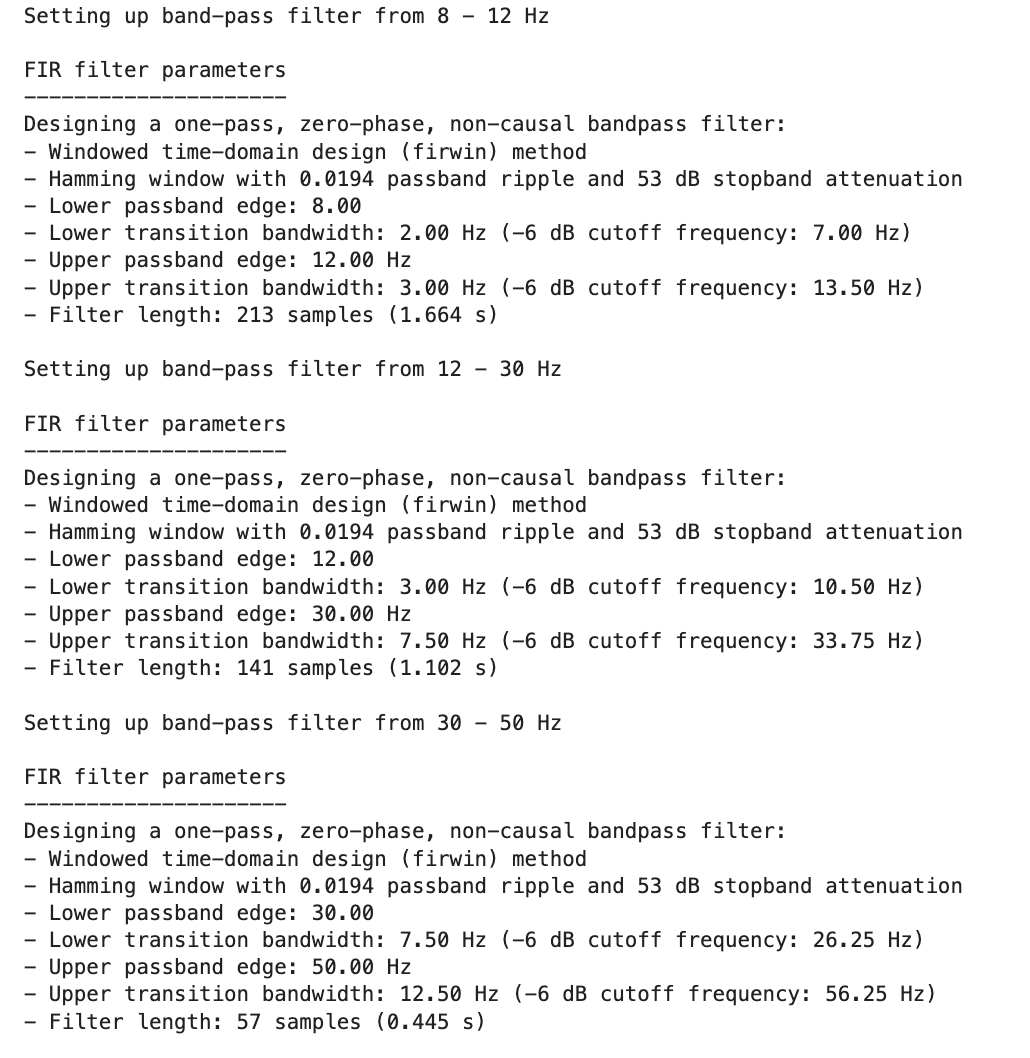 Setting up band-pass filter from 8 - 12 Hz
FIR filter parameters
---------------------
Designing a one-pass, zero-phase, non-causal bandpass filter:
- Windowed time-domain design (firwin) method
- Hamming window with 0.0194 passband ripple and 53 dB stopband attenuation
- Lower passband edge: 8.00
- Lower transition bandwidth: 2.00 Hz (-6 dB cutoff frequency: 7.00 Hz)
- Upper passband edge: 12.00 Hz
- Upper transition bandwidth: 3.00 Hz (-6 dB cutoff frequency: 13.50 Hz)
- Filter length: 213 samples (1.664 s)
Setting up band-pass filter from 12 - 30 Hz
FIR filter parameters
---------------------
Designing a one-pass, zero-phase, non-causal bandpass filter:
- Windowed time-domain design (firwin) method
- Hamming window with 0.0194 passband ripple and 53 dB stopband attenuation
- Lower passband edge: 12.00
- Lower transition bandwidth: 3.00 Hz (-6 dB cutoff frequency: 10.50 Hz)
- Upper passband edge: 30.00 Hz
- Upper transition bandwidth: 7.50 Hz (-6 dB cutoff frequency: 33.75 Hz)
- Filter length: 141 samples (1.102 s)
Setting up band-pass filter from 30 - 50 Hz
FIR filter parameters
---------------------
Designing a one-pass, zero-phase, non-causal bandpass filter:
- Windowed time-domain design (firwin) method
- Hamming window with 0.0194 passband ripple and 53 dB stopband attenuation
- Lower passband edge: 30.00
- Lower transition bandwidth: 7.50 Hz (-6 dB cutoff frequency: 26.25 Hz)
- Upper passband edge: 50.00 Hz
- Upper transition bandwidth: 12.50 Hz (-6 dB cutoff frequency: 56.25 Hz)
- Filter length: 57 samples (0.445 s)